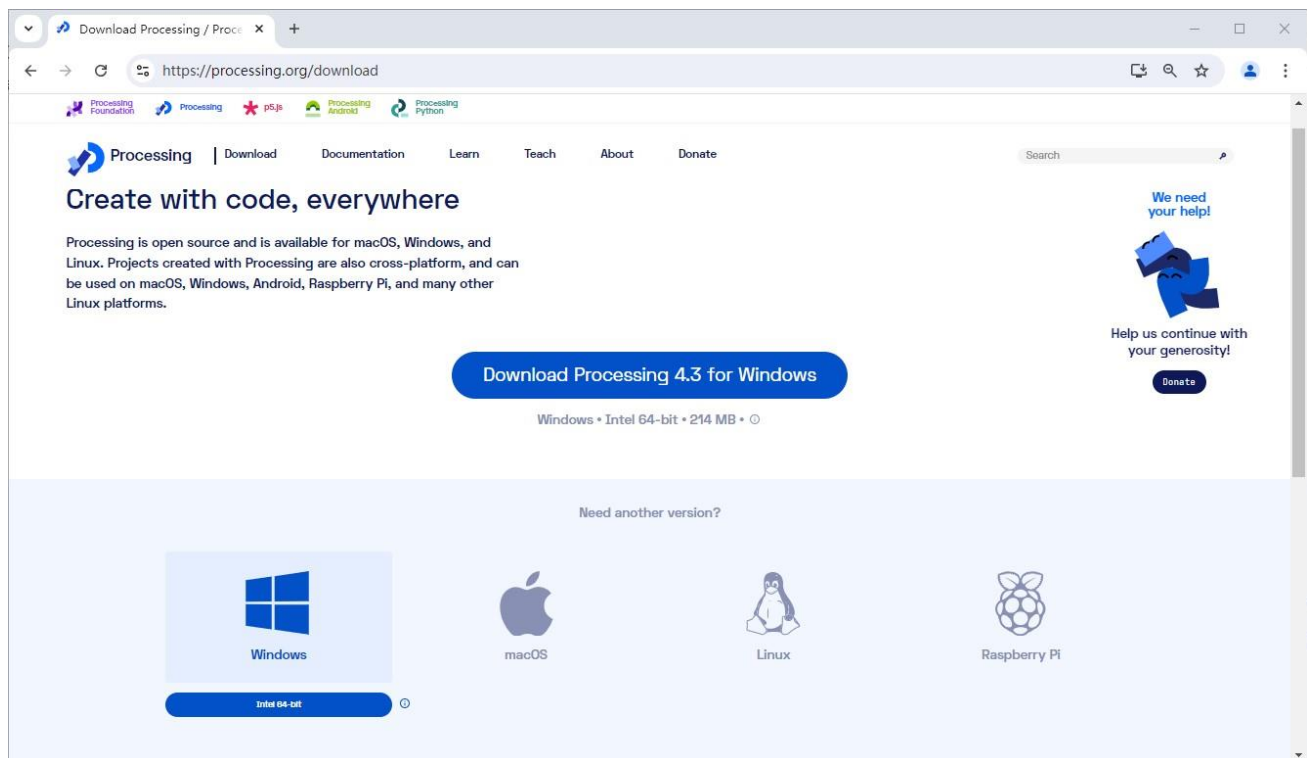 Download Processing / Proce
https://processing.org/download
Processing Foundation
Processing
p5.js
Processing Android
Processing Python
Processing
Download
Documentation
Learn
Teach
About
Donate
Search
Create with code, everywhere
Processing is open source and is available for macOS, Windows, and
Linux. Projects created with Processing are also cross-platform, and can
be used on macOS, Windows, Android, Raspberry Pi, and many other
Linux platforms.
We need
your help!
Help us continue with
your generosity!
Donate
Download Processing 4.3 for Windows
Windows • Intel 64-bit • 214 MB •
Need another version?
Windows
macOS
Linux
Raspberry Pi
Intel 64-bit